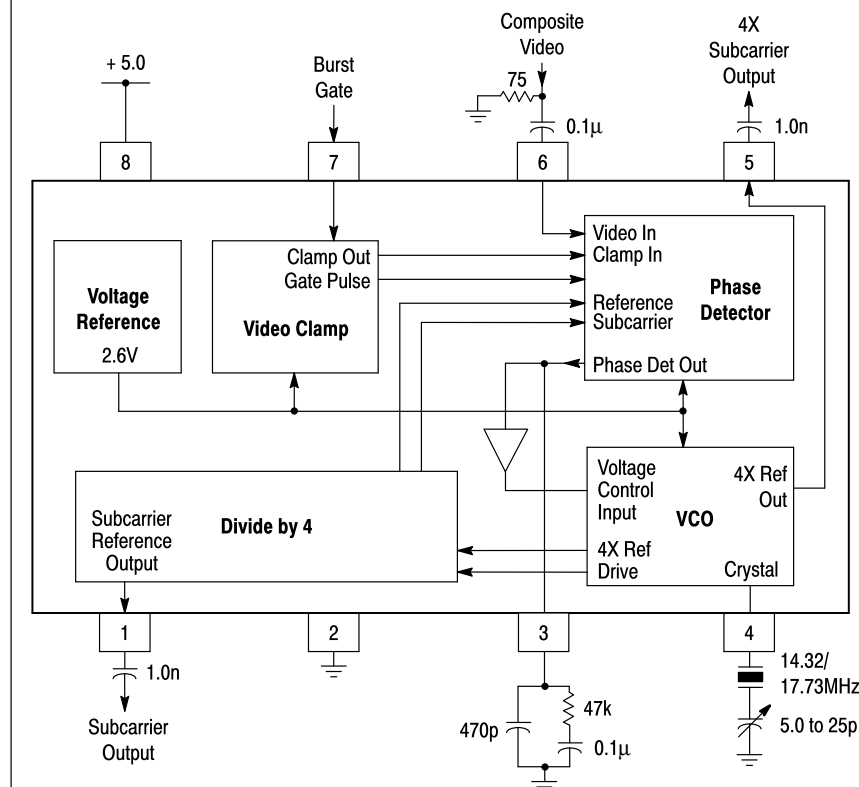 Composite
Video
4X
Subcarrier
Output
+ 5.0
Burst
Gate
75
0.1µ
1.0n
8
7
6
5
Voltage
Reference
2.6V
Clamp Out
Gate Pulse
Video Clamp
Video In
Clamp In
Phase
Detector
Reference
Subcarrier
Phase Det Out
Subcarrier
Reference
Output
Divide by 4
Voltage
Control
Input
4X Ref
Out
VCO
4X Ref
Drive
Crystal
1
2
3
4
1.0n
Subcarrier
Output
470p
47k
0.1µ
14.32/
17.73MHz
5.0 to 25p